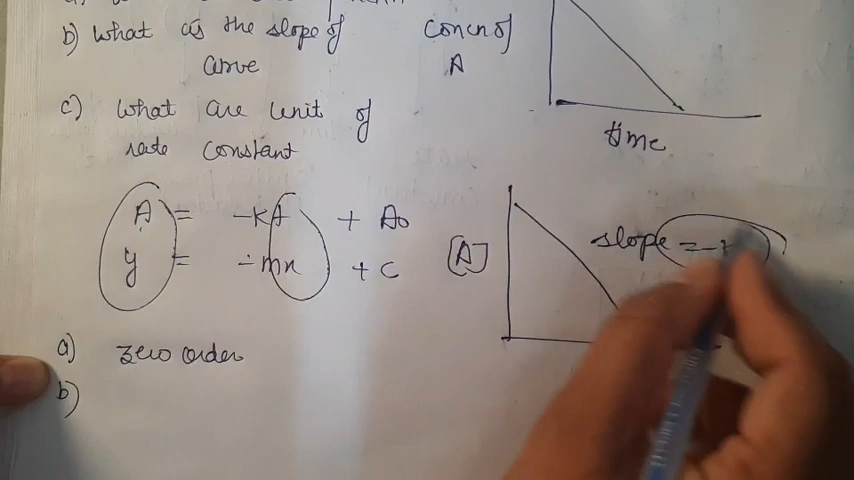 b) What is the slope of
curve
Concn of
A
c) What are unit of
rate constant
time
A = -KA + A0
y = -mx + C
[A]
slope = -
a) zero order
b)